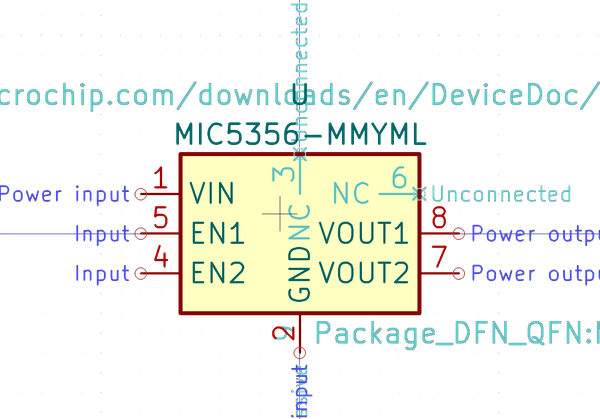 Unconnected
crochip.com/downloads/en/DeviceDoc/
U
MIC5356-MMYML
Power input 1 VIN 3 NC 6 Unconnected
Input 5 EN1 NC VOUT1 8 Power outpu
Input 4 EN2 GND VOUT2 7 Power outpu
2 Package_DFN_QFN:
input